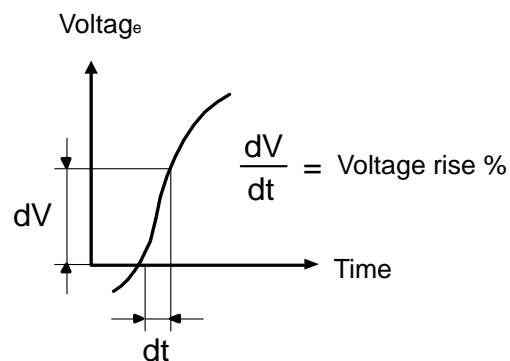 Voltage
dV
dt
= Voltage rise %
dV
Time
dt